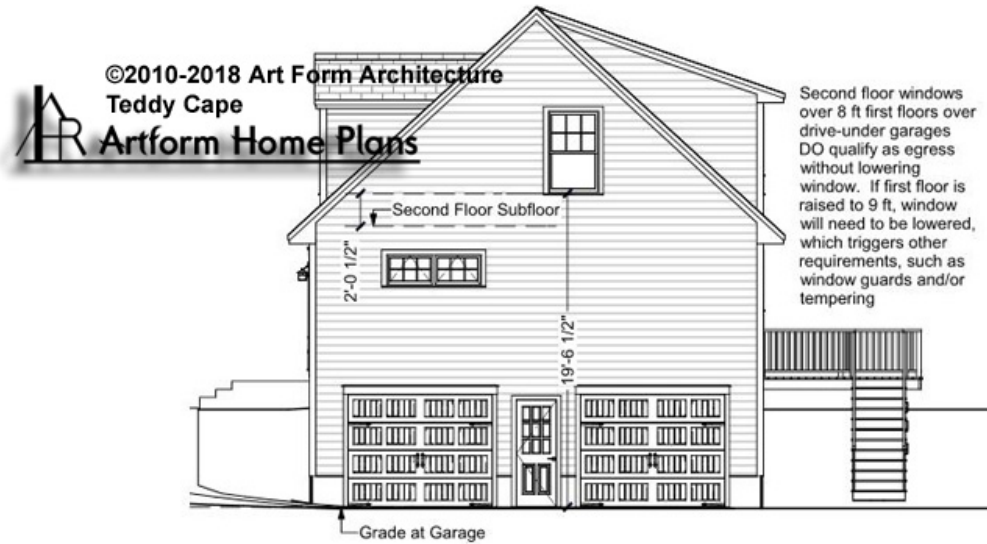 ©2010-2018 Art Form Architecture
Teddy Cape
Artform Home Plans
Second floor windows
over 8 ft first floors over
drive-under garages
DO qualify as egress
without lowering
window. If first floor is
raised to 9 ft, window
will need to be lowered,
which triggers other
requirements, such as
window guards and/or
tempering
Second Floor Subfloor
2'-0 1/2"
19'-6 1/2"
Grade at Garage